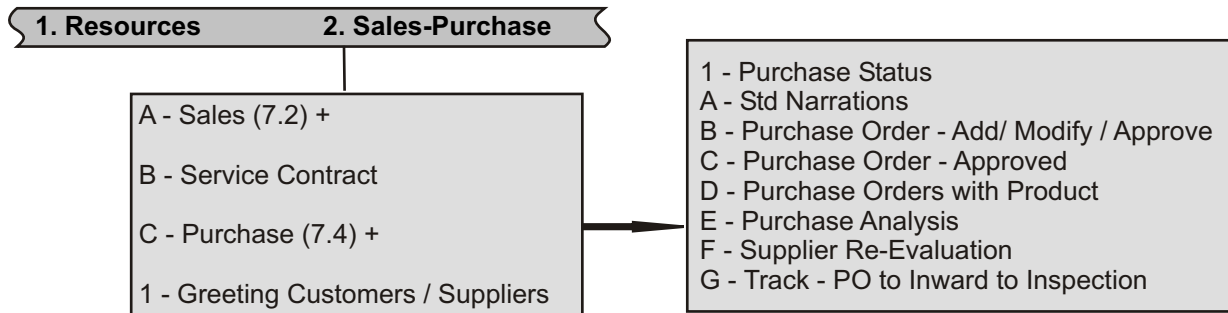 1. Resources 2. Sales-Purchase
A - Sales (7.2) +
B - Service Contract
C - Purchase (7.4) +
1 - Greeting Customers / Suppliers
1 - Purchase Status
A - Std Narrations
B - Purchase Order - Add/ Modify / Approve
C - Purchase Order - Approved
D - Purchase Orders with Product
E - Purchase Analysis
F - Supplier Re-Evaluation
G - Track - PO to Inward to Inspection